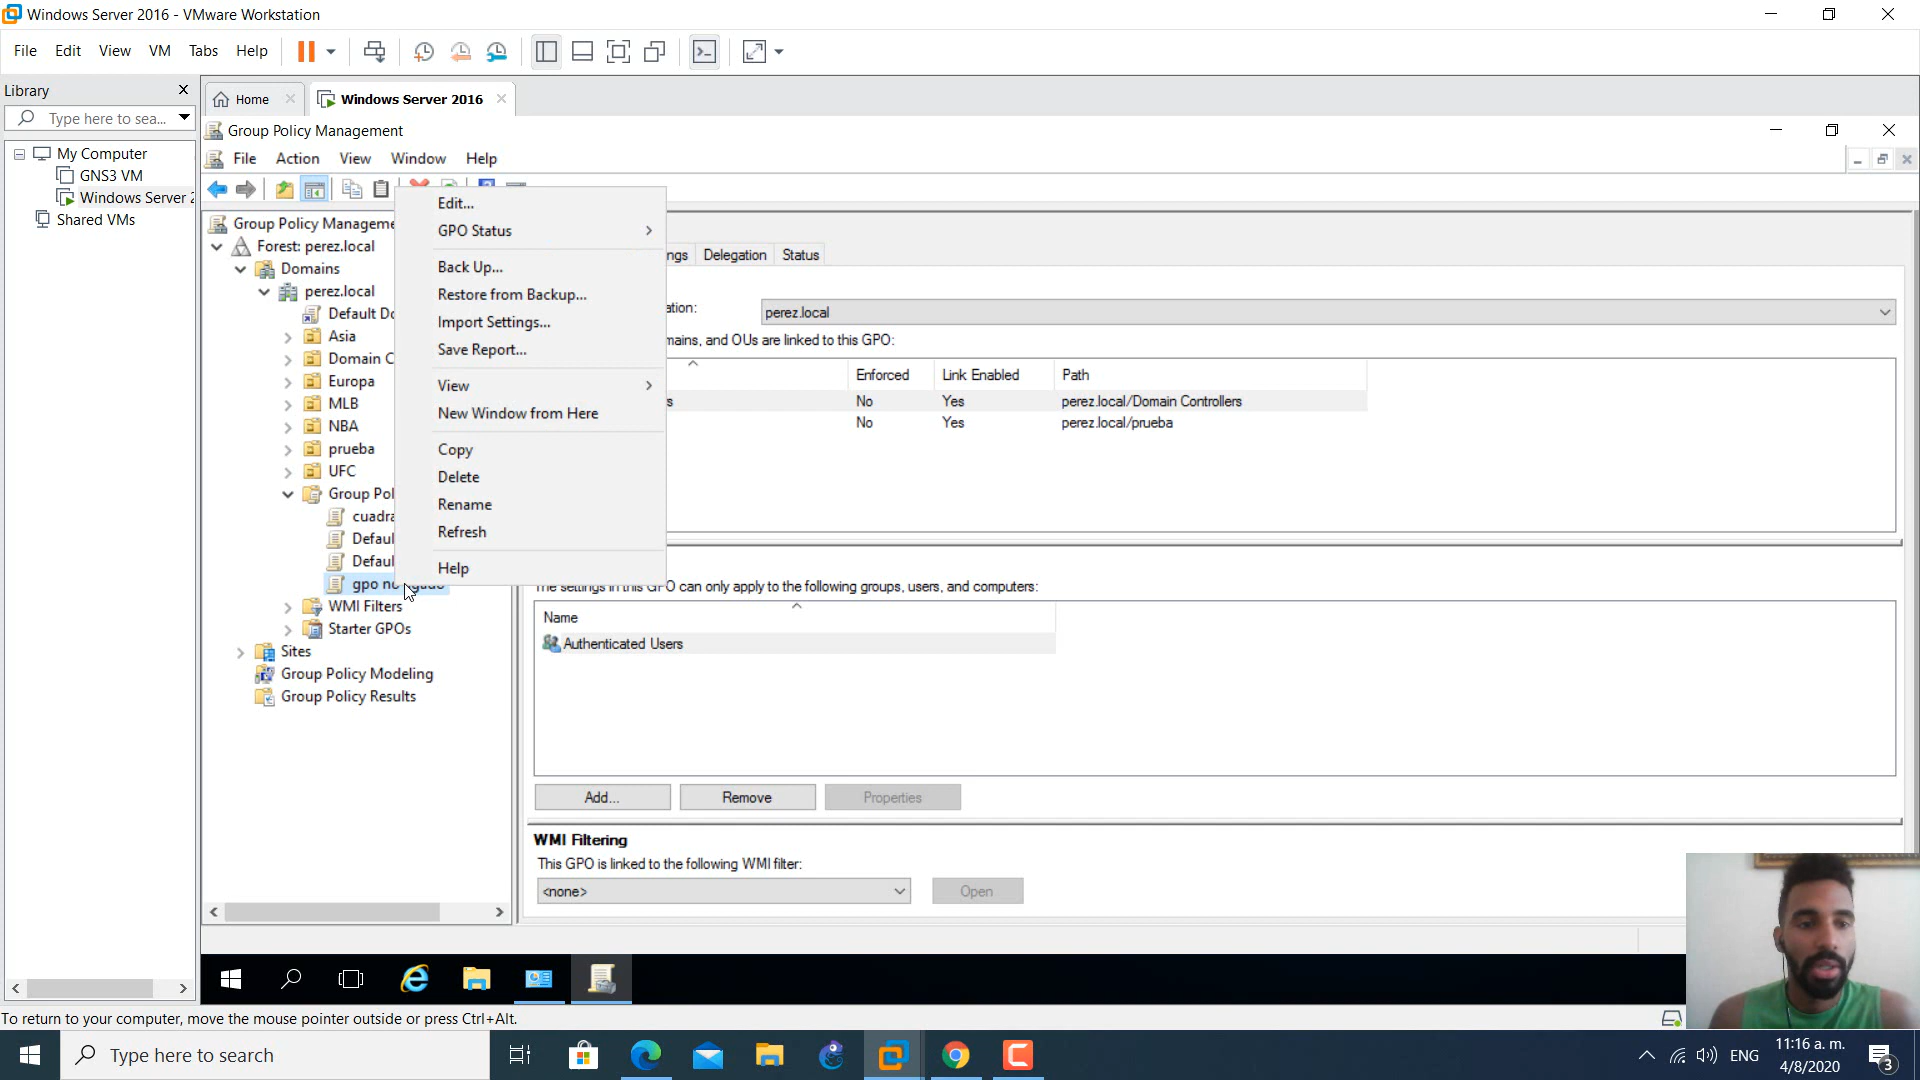 Windows Server 2016 - VMware Workstation
File Edit View VM Tabs Help
Library
Home
Windows Server 2016
Type here to sea...
Group Policy Management
My Computer
GNS3 VM
Windows Server 2
Shared VMs
File Action View Window Help
Group Policy Manageme
Forest: perez.local
Domains
perez.local
Default Do
Asia
Domain C
Europa
MLB
NBA
prueba
UFC
Group Pol
cuadra
Defaul
Defaul
gpo no
WMI Filters
Starter GPOs
Sites
Group Policy Modeling
Group Policy Results
Edit...
GPO Status
Back Up...
Restore from Backup...
Import Settings...
Save Report...
View
New Window from Here
Copy
Delete
Rename
Refresh
Help
ngs Delegation Status
ation: perez.local
mains, and OUs are linked to this GPO:
Enforced Link Enabled Path
s No Yes perez.local/Domain Controllers
No Yes perez.local/prueba
The settings in this GPO can only apply to the following groups, users, and computers:
Name
Authenticated Users
Add... Remove Properties
WMI Filtering
This GPO is linked to the following WMI filter:
<none> Open
To return to your computer, move the mouse pointer outside or press Ctrl+Alt.
Type here to search
ENG
11:16 a. m.
4/8/2020
3